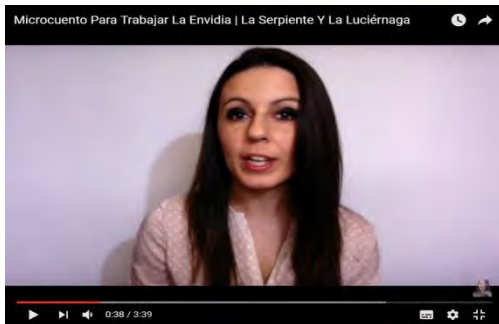 Microcuento Para Trabajar La Envidia | La Serpiente Y La Luciérnaga
0:38 / 3:39